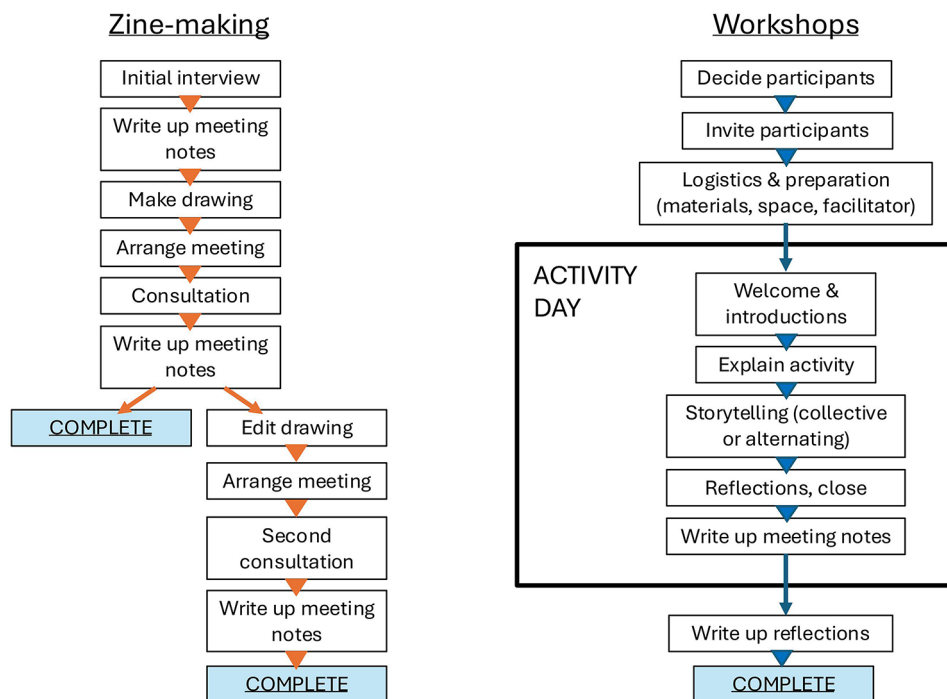 Zine-making
Initial interview
Write up meeting
notes
Make drawing
Arrange meeting
Consultation
Write up meeting
notes
COMPLETE
Edit drawing
Arrange meeting
Second
consultation
Write up meeting
notes
COMPLETE
Workshops
Decide participants
Invite participants
Logistics & preparation
(materials, space, facilitator)
ACTIVITY
DAY
Welcome &
introductions
Explain activity
Storytelling (collective
or alternating)
Reflections, close
Write up meeting notes
Write up reflections
COMPLETE